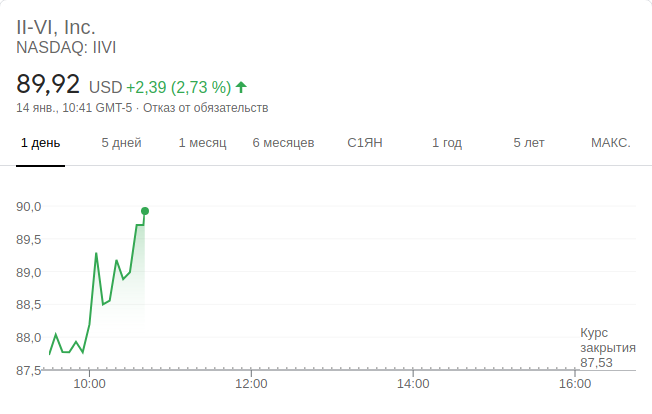 II-VI, Inc.
NASDAQ: IIVI
89,92 USD +2,39 (2,73 %)
14 янв., 10:41 GMT-5 · Отказ от обязательств
1 день 5 дней 1 месяц 6 месяцев С1ЯН 1 год 5 лет МАКС.
90,0
89,5
89,0
88,5
88,0
87,5
Курс
закрытия
87,53
10:00 12:00 14:00 16:00